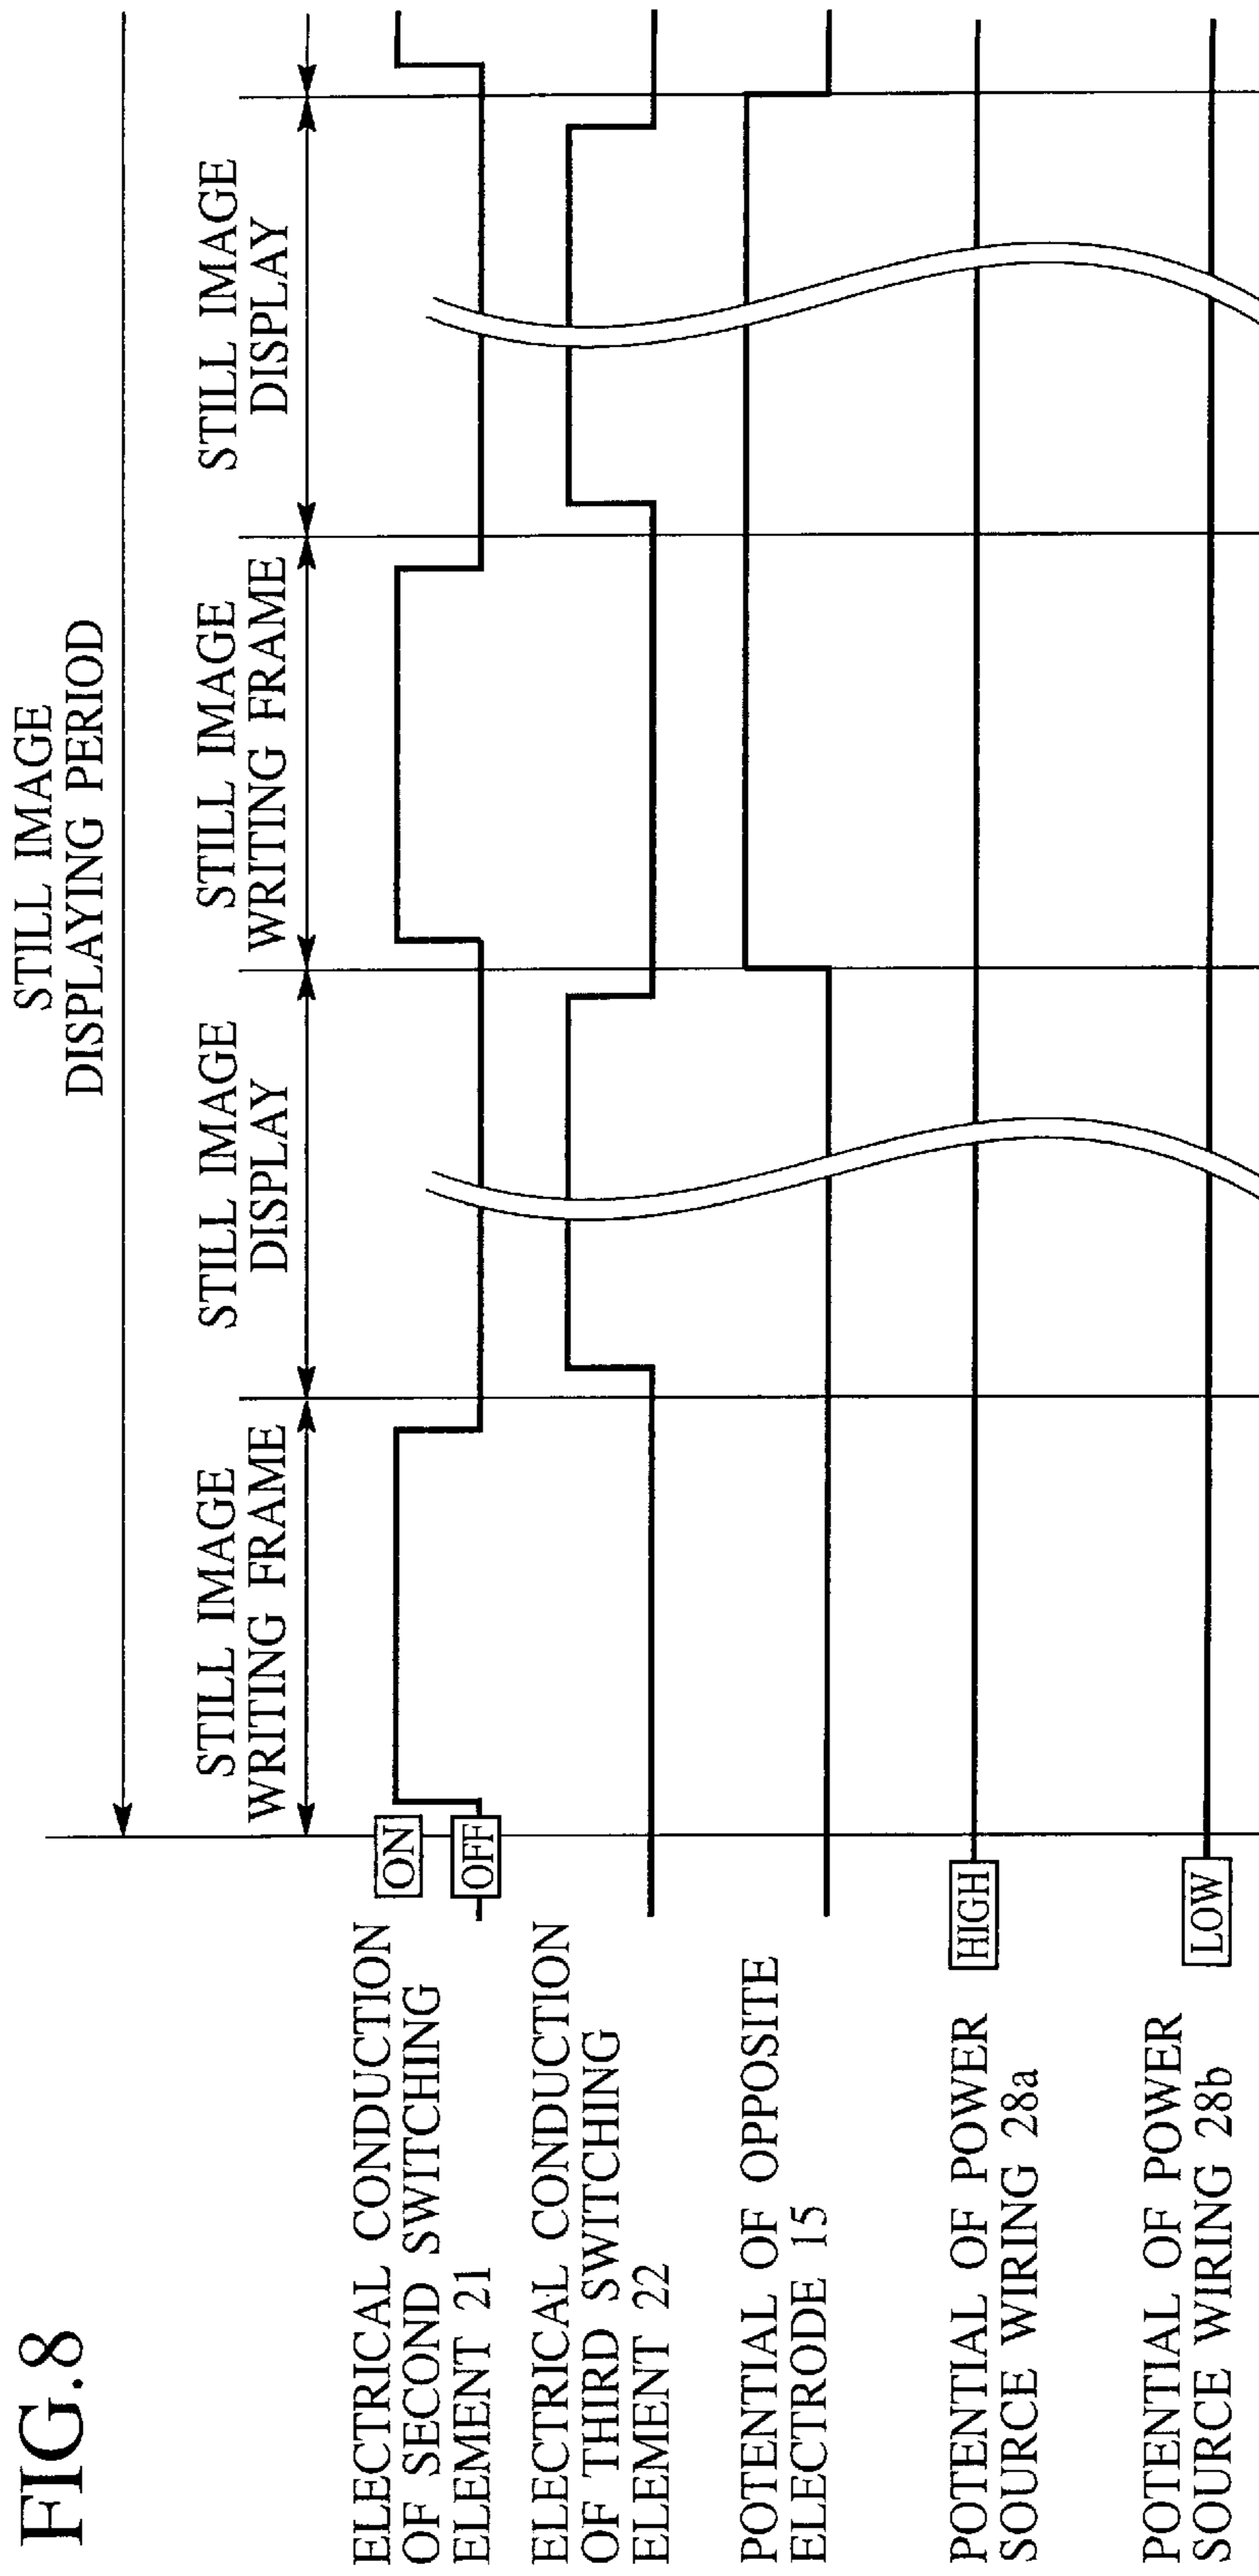 FIG.8
STILL IMAGE
DISPLAYING PERIOD
STILL IMAGE
WRITING FRAME
STILL IMAGE
DISPLAY
STILL IMAGE
WRITING FRAME
STILL IMAGE
DISPLAY
ELECTRICAL CONDUCTION
OF SECOND SWITCHING
ELEMENT 21
ON
OFF
ELECTRICAL CONDUCTION
OF THIRD SWITCHING
ELEMENT 22
POTENTIAL OF OPPOSITE
ELECTRODE 15
POTENTIAL OF POWER
SOURCE WIRING 28a
HIGH
POTENTIAL OF POWER
SOURCE WIRING 28b
LOW